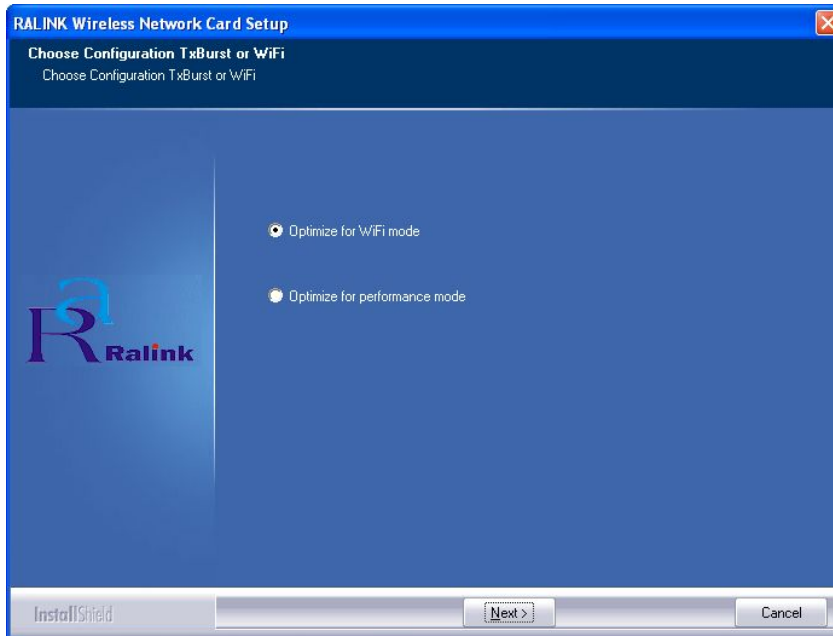 RALINK Wireless Network Card Setup
Choose Configuration TxBurst or WiFi
Choose Configuration TxBurst or WiFi
Optimize for WiFi mode
Optimize for performance mode
Ra
Ralink
InstallShield
Next >
Cancel